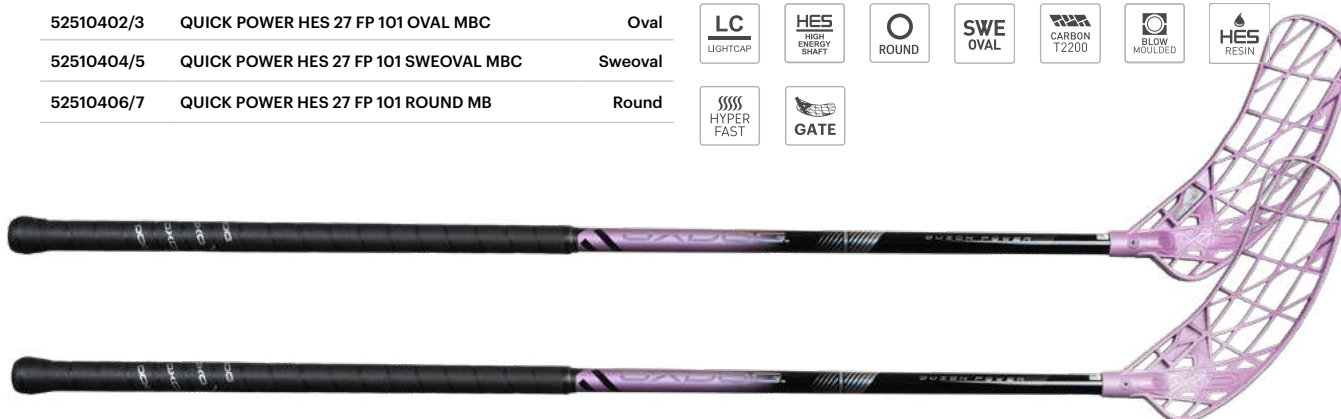 52510402/3 QUICK POWER HES 27 FP 101 OVAL MBC Oval
52510404/5 QUICK POWER HES 27 FP 101 SWEOVAL MBC Sweoval
52510406/7 QUICK POWER HES 27 FP 101 ROUND MB Round
LC
LIGHTCAP
HES
HIGH
ENERGY
SHAFT
ROUND
SWE
OVAL
CARBON
T2200
BLOW
MOULDED
HES
RESIN
HYPER
FAST
GATE